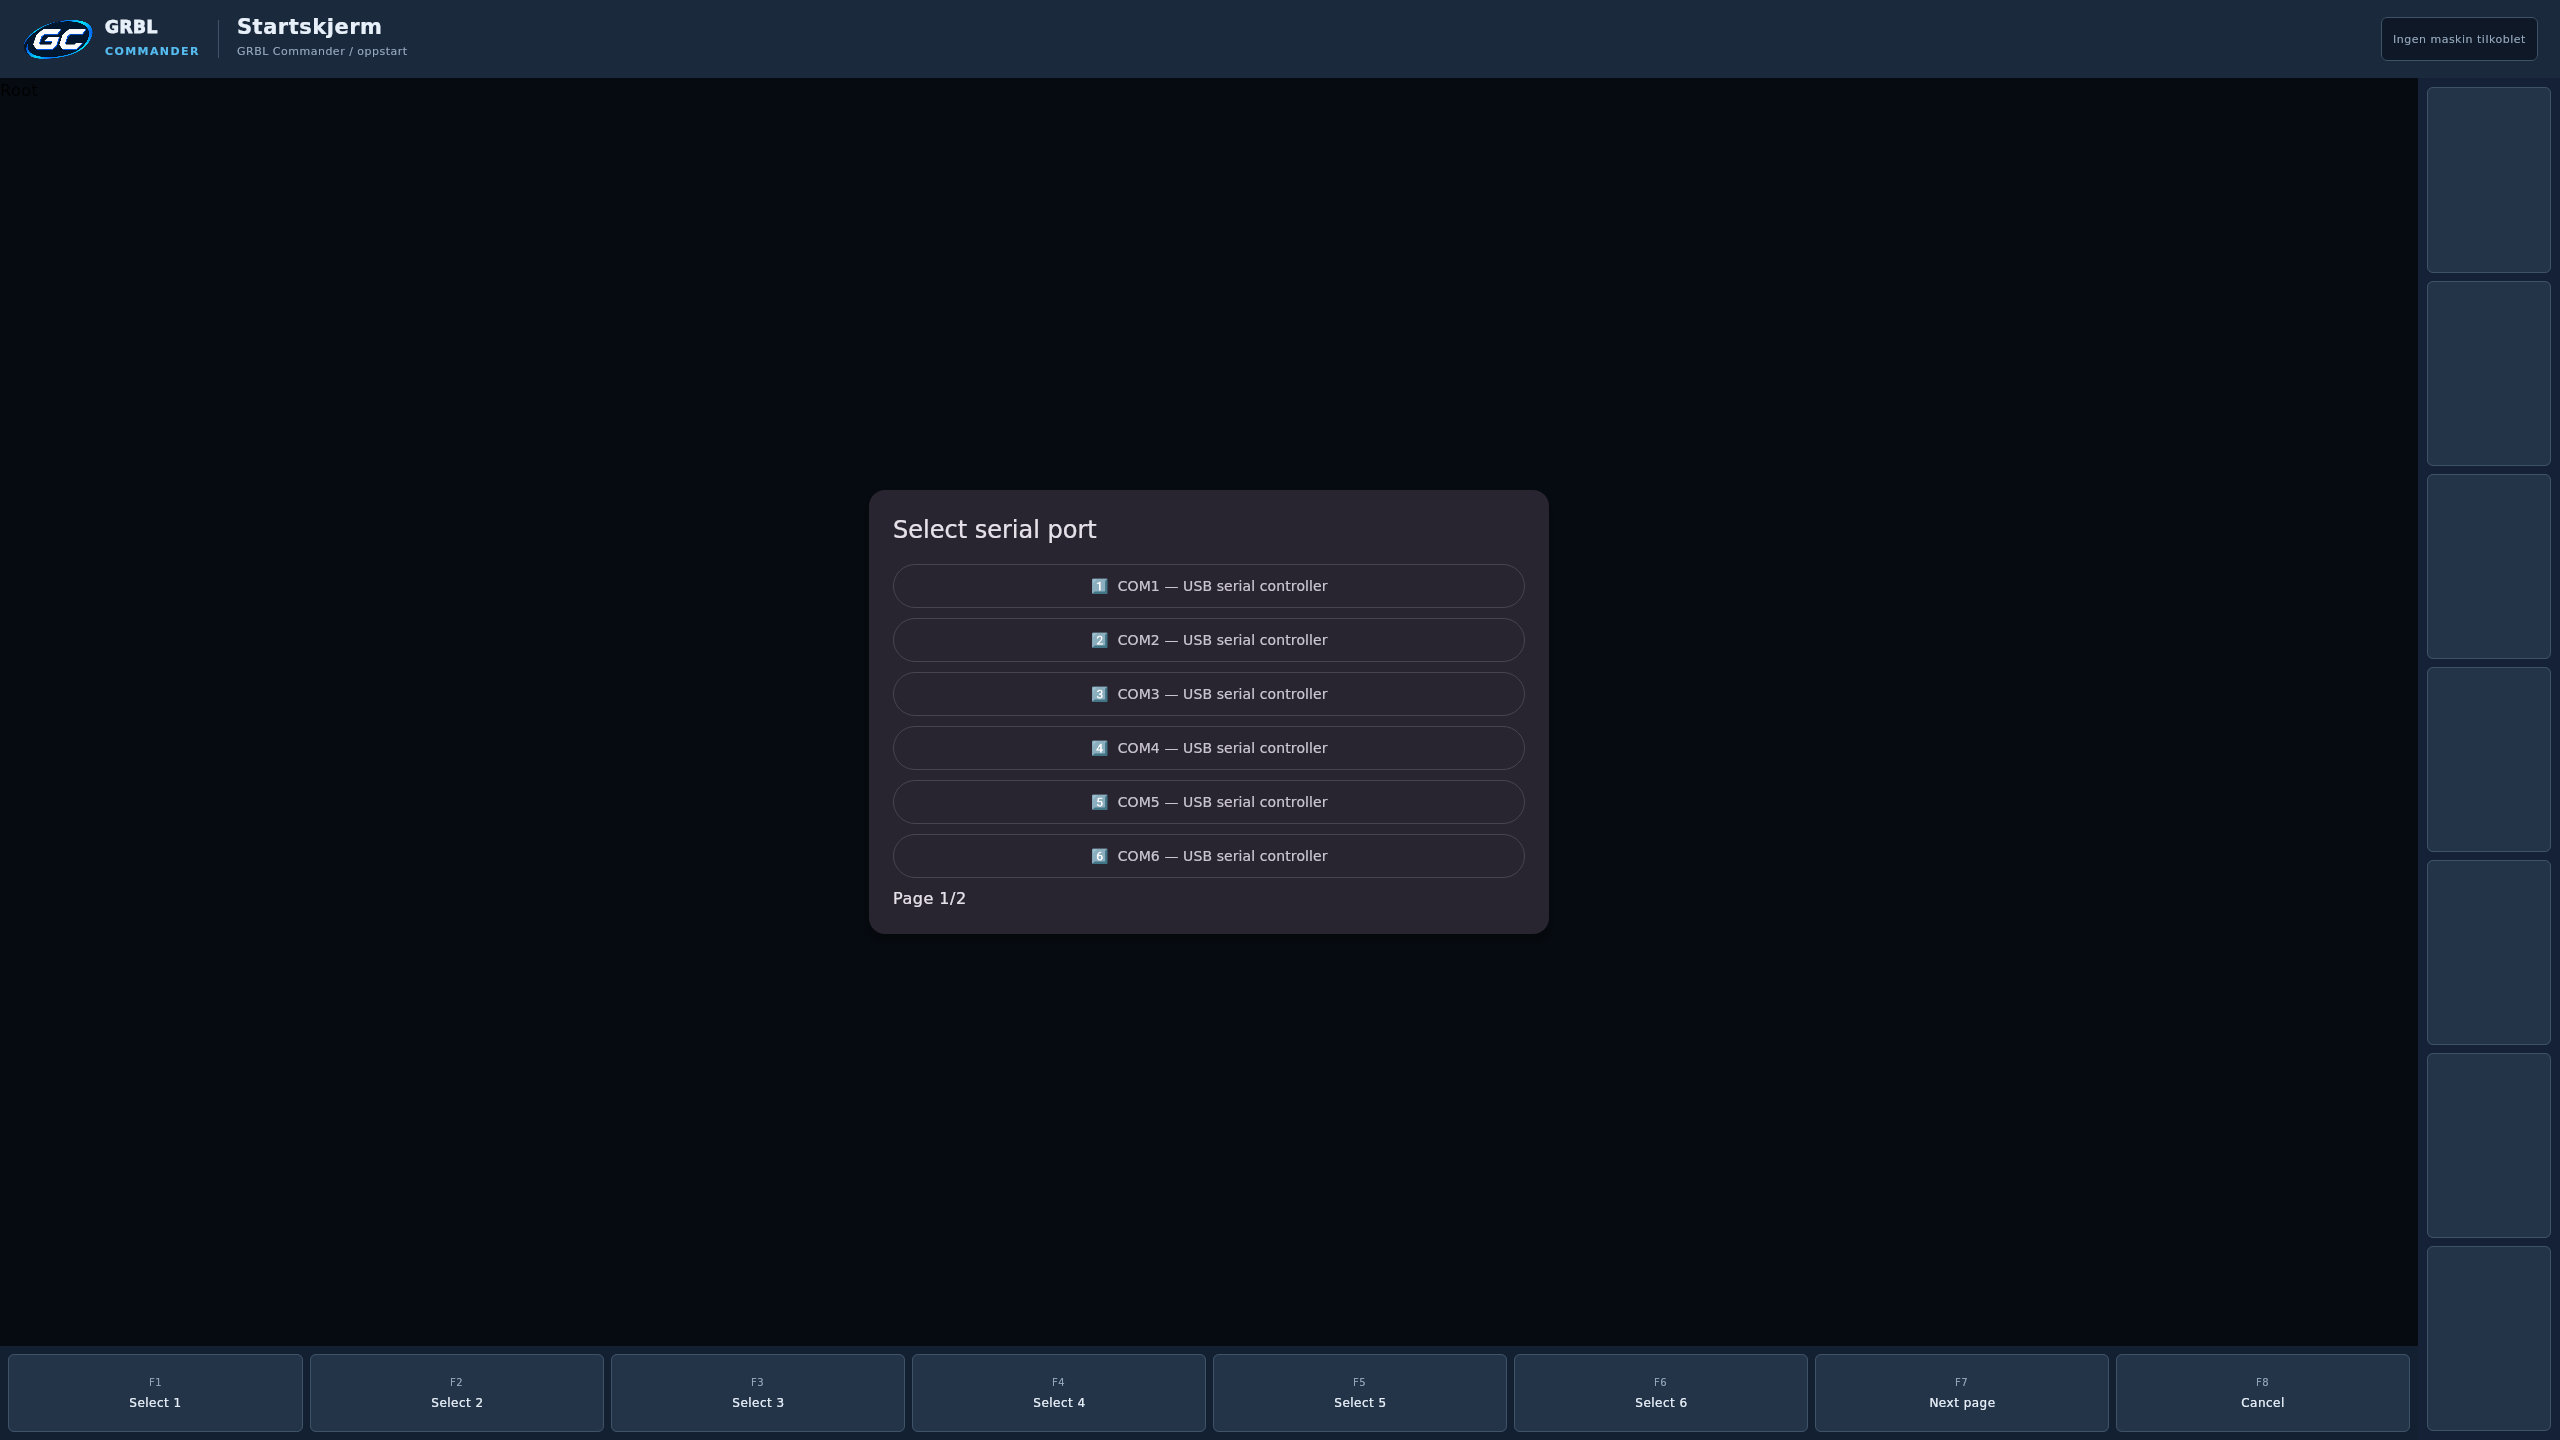 GC
GRBL
COMMANDER
Startskjerm
GRBL Commander / oppstart
Ingen maskin tilkoblet
Root
Select serial port
1 COM1 — USB serial controller
2 COM2 — USB serial controller
3 COM3 — USB serial controller
4 COM4 — USB serial controller
5 COM5 — USB serial controller
6 COM6 — USB serial controller
Page 1/2
F1
Select 1
F2
Select 2
F3
Select 3
F4
Select 4
F5
Select 5
F6
Select 6
F7
Next page
F8
Cancel